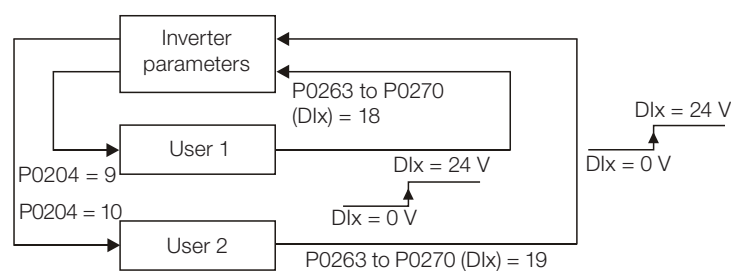 Inverter
parameters
P0263 to P0270
(DIx) = 18
DIx = 24 V
DIx = 0 V
User 1
P0204 = 9
DIx = 24 V
DIx = 0 V
P0204 = 10
User 2
P0263 to P0270 (DIx) = 19